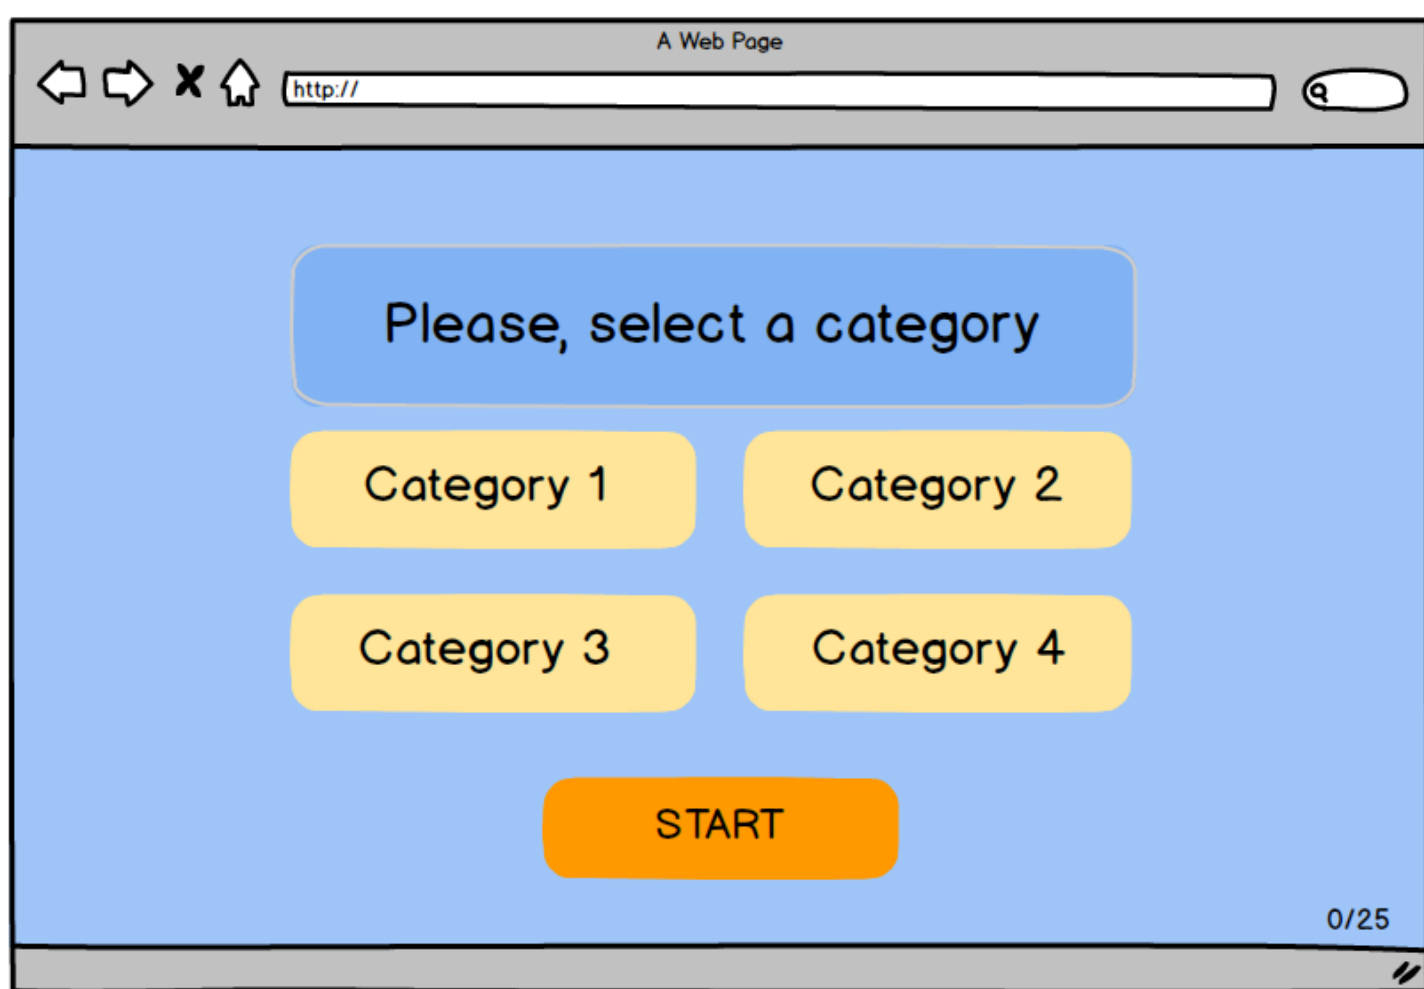 A Web Page
http://
Please, select a category
Category 1
Category 2
Category 3
Category 4
START
0/25